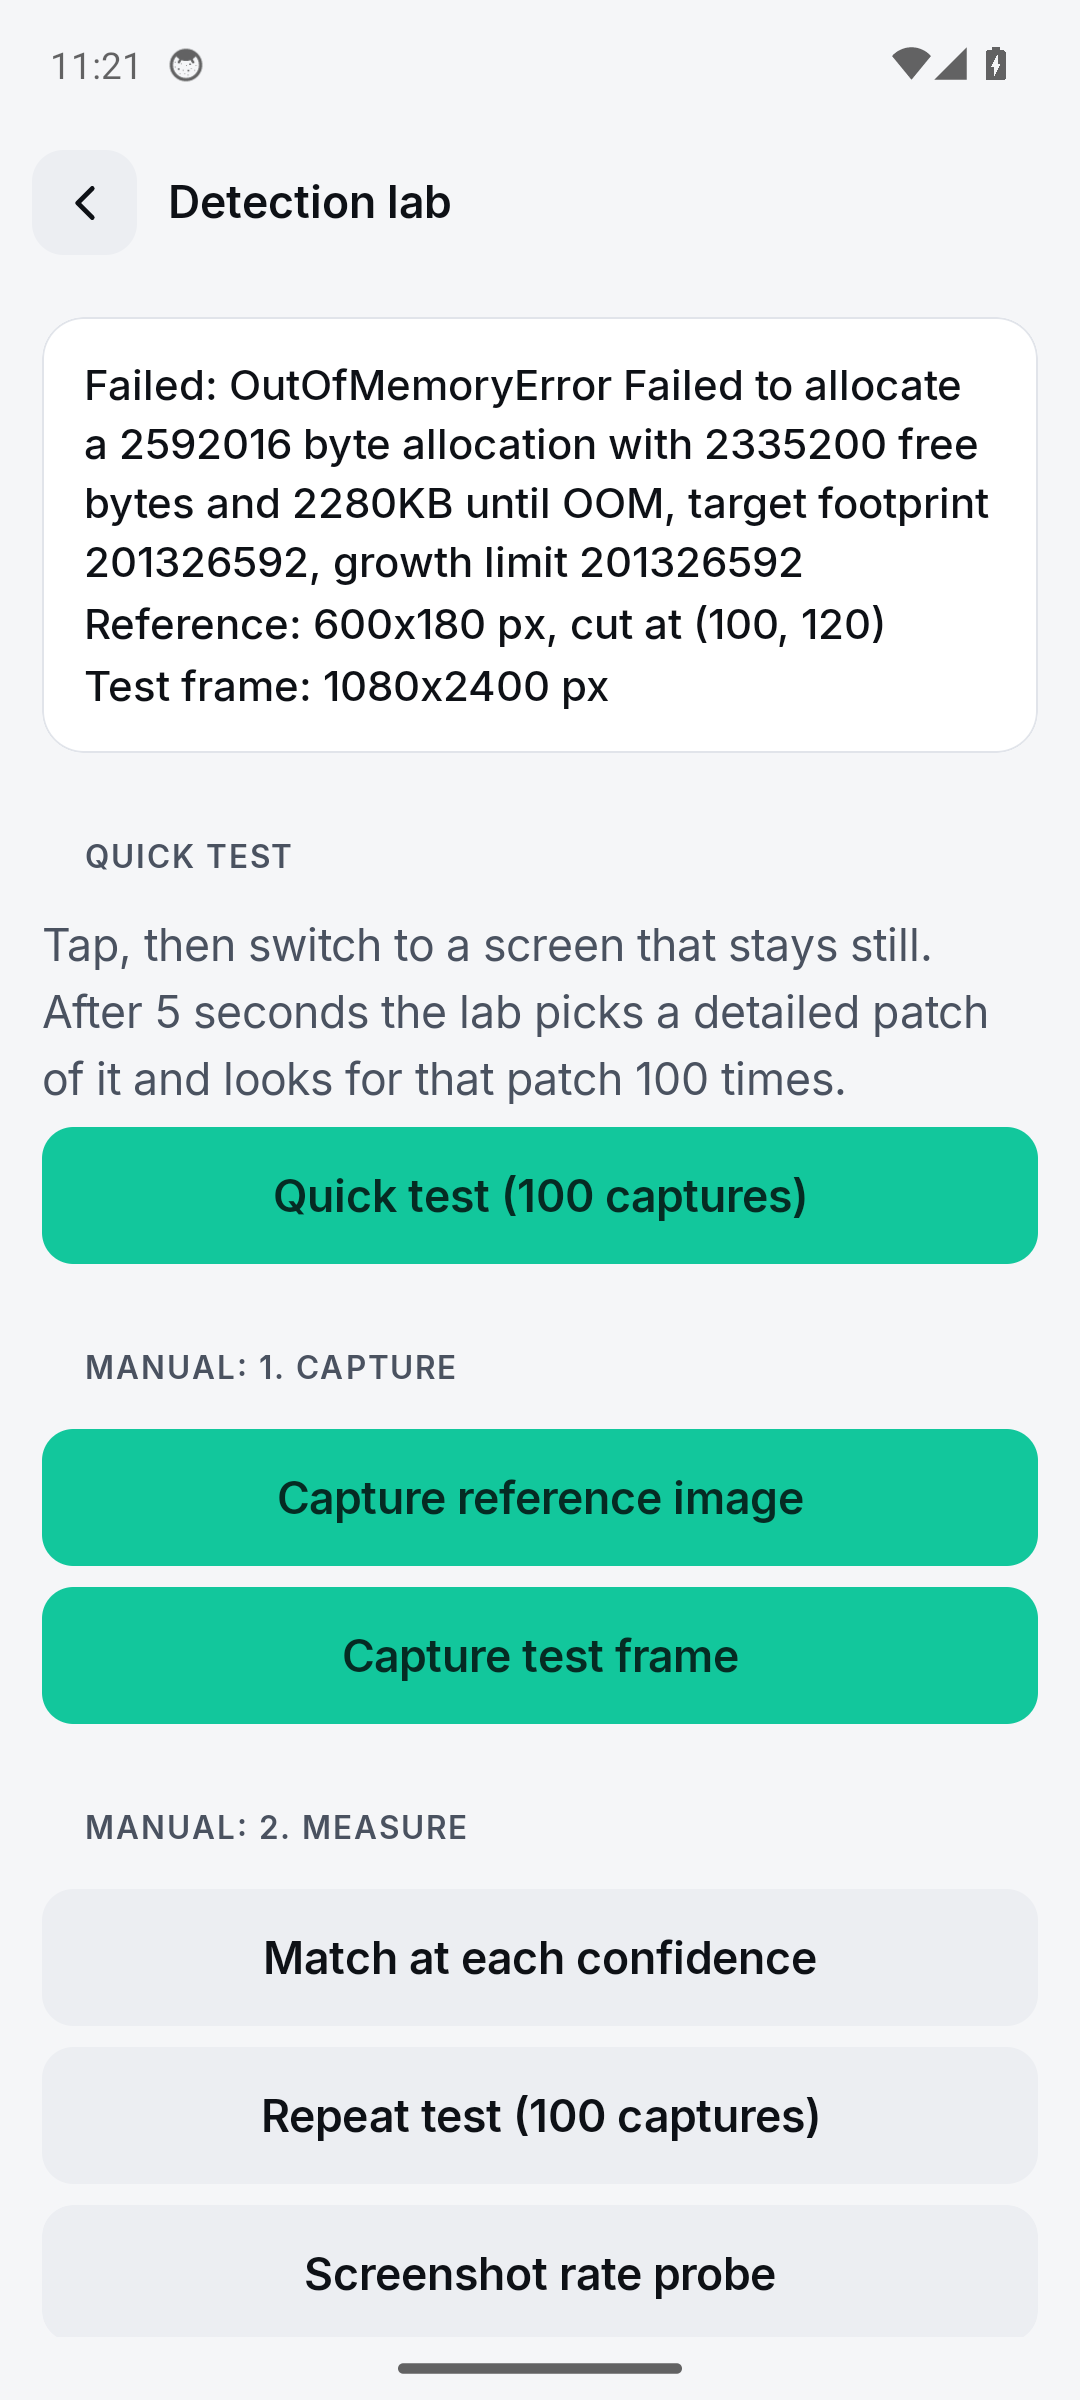 11:21
Detection lab
Failed: OutOfMemoryError Failed to allocate
a 2592016 byte allocation with 2335200 free
bytes and 2280KB until OOM, target footprint
201326592, growth limit 201326592
Reference: 600x180 px, cut at (100, 120)
Test frame: 1080x2400 px
QUICK TEST
Tap, then switch to a screen that stays still.
After 5 seconds the lab picks a detailed patch
of it and looks for that patch 100 times.
Quick test (100 captures)
MANUAL: 1. CAPTURE
Capture reference image
Capture test frame
MANUAL: 2. MEASURE
Match at each confidence
Repeat test (100 captures)
Screenshot rate probe